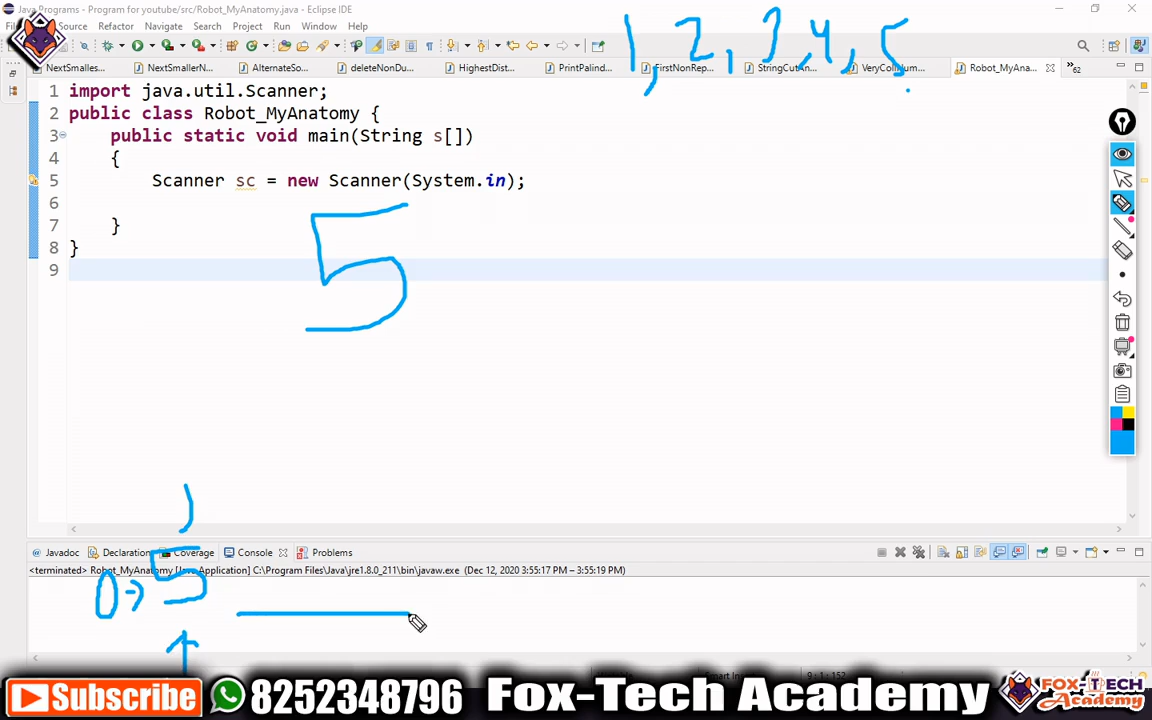 Java Programs - Program for youtube/src/Robot_MyAnatomy.java - Eclipse IDE
Source Refactor Navigate Search Project Run Window Help
1, 2, 3, 4, 5
NextSmalles... NextSmallerN... AlternateSo... deleteNonDu... HighestDist... PrintPalind... FirstNonRep... StringCutAn... VeryCoolNum... Robot_MyAna... »62
1 import java.util.Scanner;
2 public class Robot_MyAnatomy {
3 public static void main(String s[])
4 {
5 Scanner sc = new Scanner(System.in);
6
7 }
8 }
9
5
Javadoc Declaration Coverage Console Problems
<terminated> Robot_MyAnatomy [Java Application] C:\Program Files\Java\jre1.8.0_211\bin\javaw.exe (Dec 12, 2020 3:55:17 PM – 3:55:19 PM)
0 → 5
Subscribe 8252348796 Fox-Tech Academy
FOX-TECH
Academy